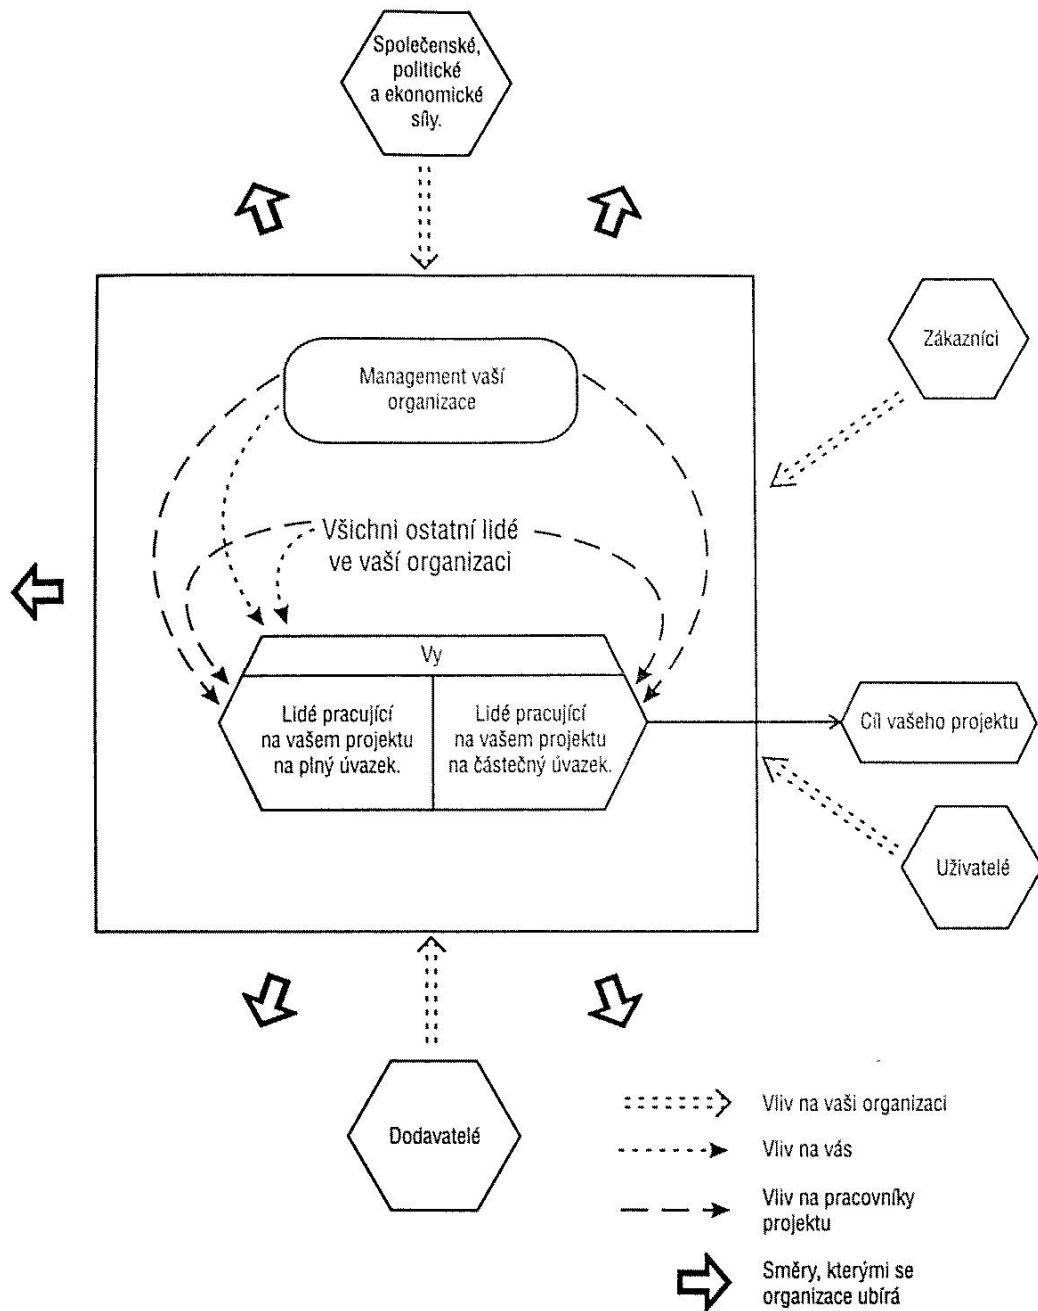 Společenské,
politické
a ekonomické
síly.
Zákazníci
Management vaší
organizace
Všichni ostatní lidé
ve vaší organizaci
Vy
Lidé pracující
na vašem projektu
na plný úvazek.
Lidé pracující
na vašem projektu
na částečný úvazek.
Cíl vašeho projektu
Uživatelé
Dodavatelé
Vliv na vaši organizaci
Vliv na vás
Vliv na pracovníky
projektu
Směry, kterými se
organizace ubírá